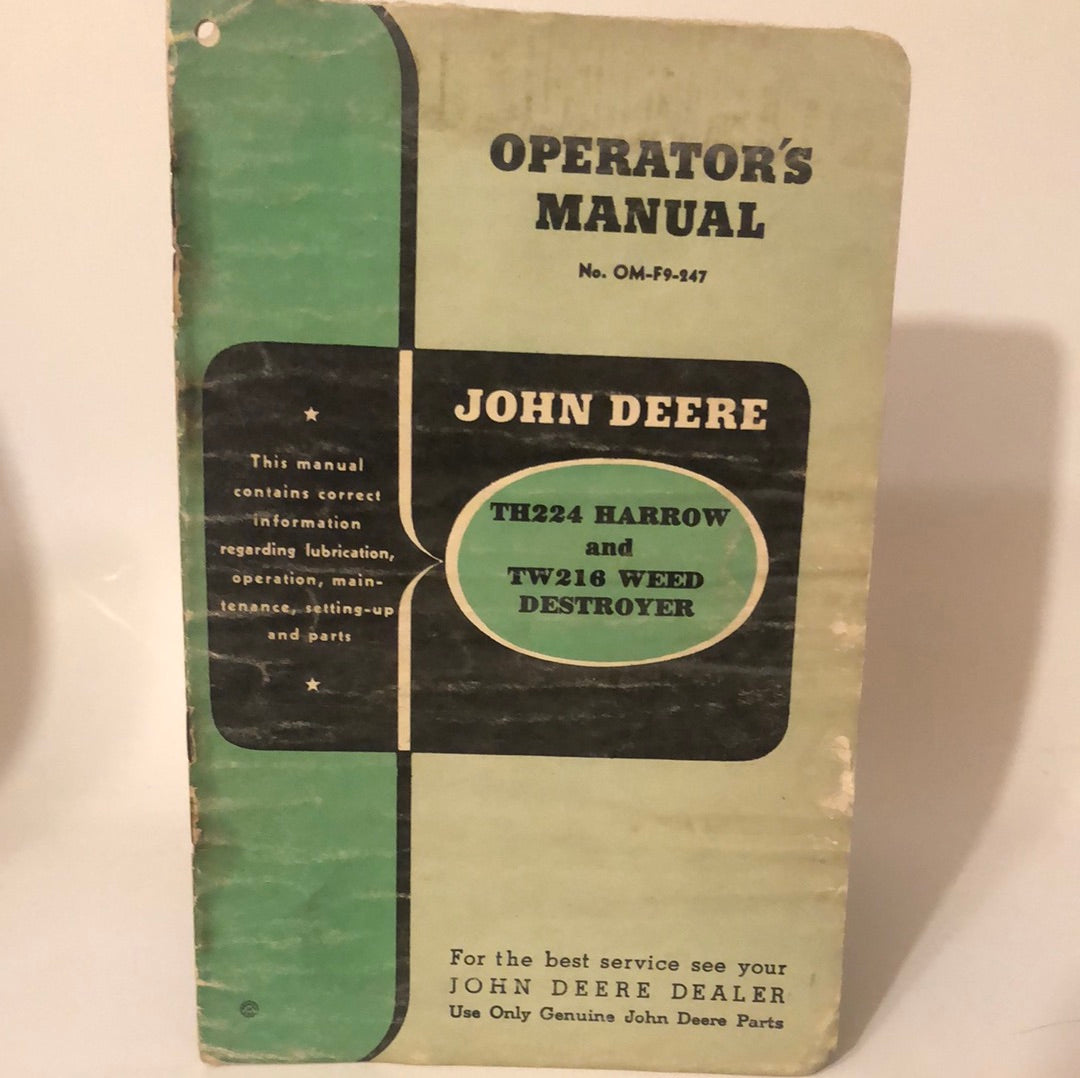 OPERATOR'S
MANUAL
No. OM-F9-247
JOHN DEERE
TH224 HARROW
and
TW216 WEED
DESTROYER
This manual
contains correct
information
regarding lubrication,
operation, main-
tenance, setting-up
and parts
For the best service see your
JOHN DEERE DEALER
Use Only Genuine John Deere Parts